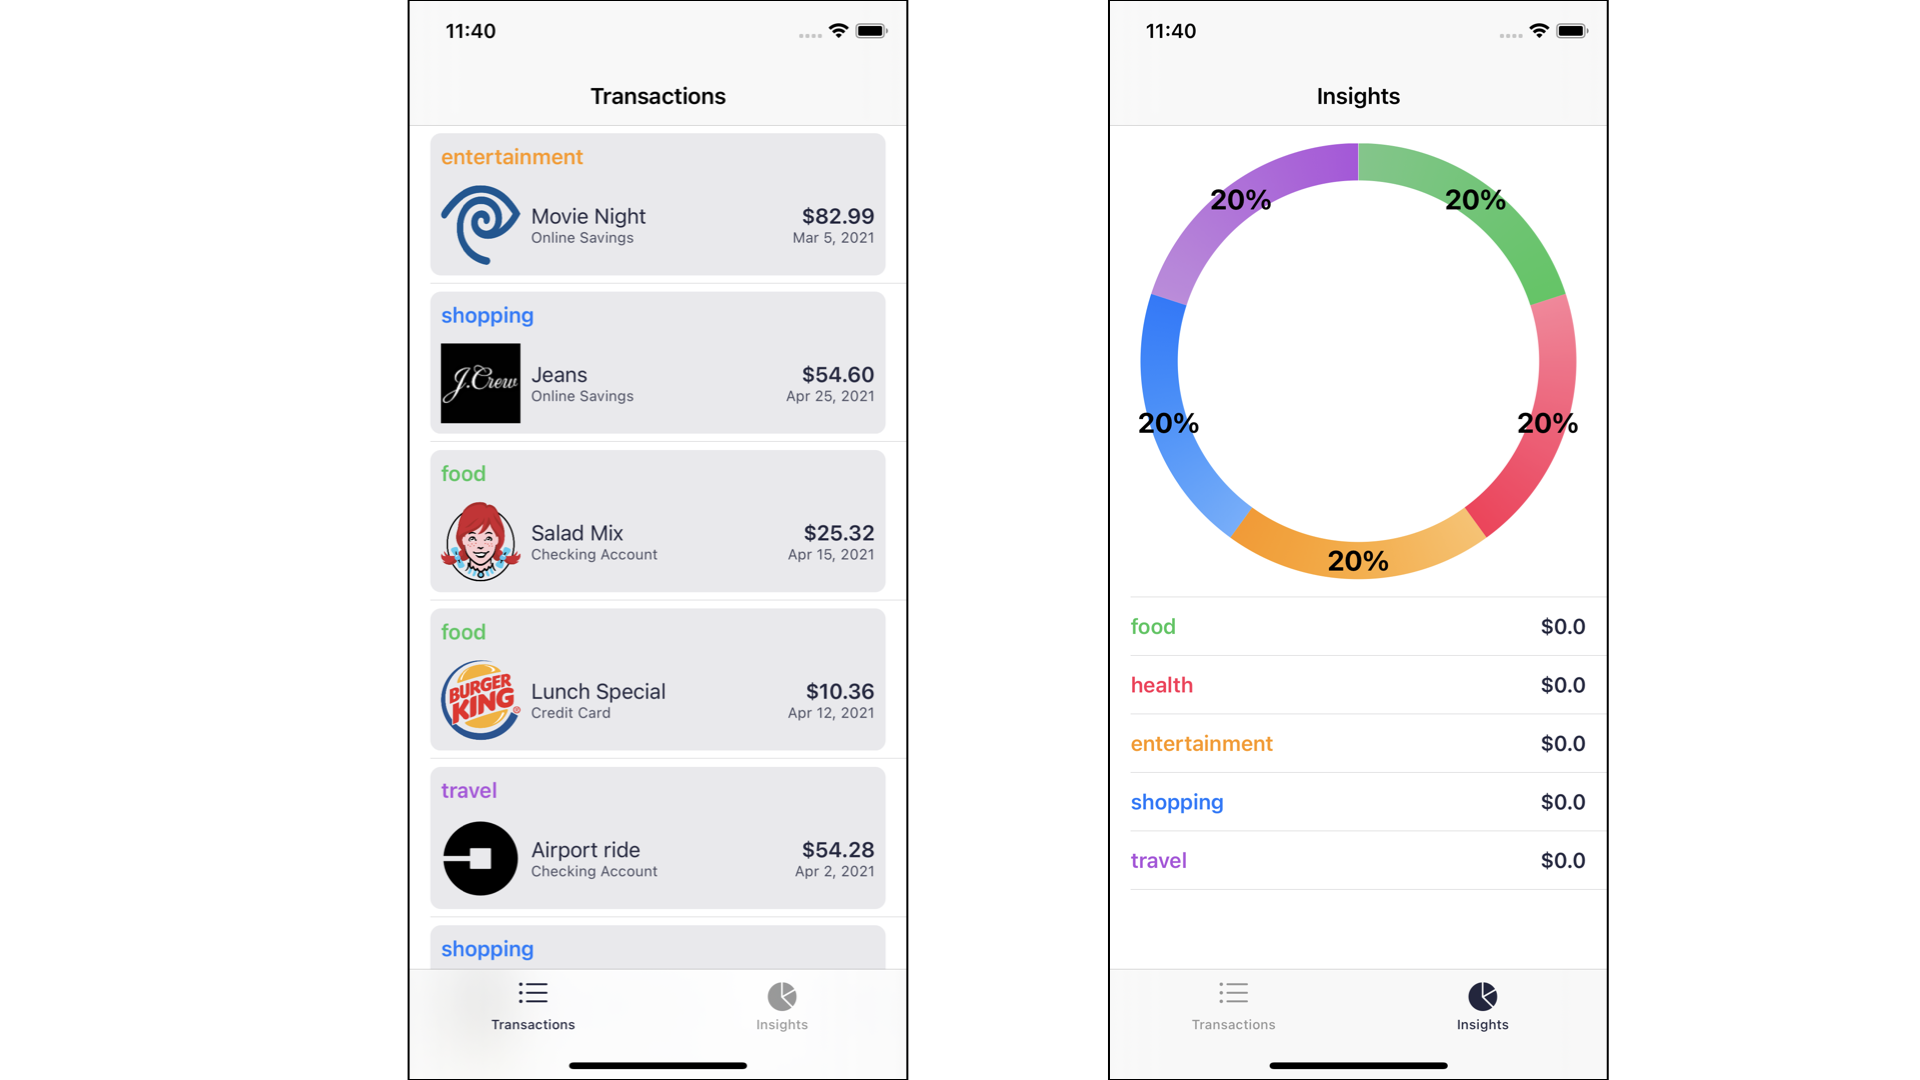 11:40
Transactions
entertainment
Movie Night
$82.99
Online Savings
Mar 5, 2021
shopping
J.Crew
Jeans
$54.60
Online Savings
Apr 25, 2021
food
Salad Mix
$25.32
Checking Account
Apr 15, 2021
food
BURGER
KING
®
Lunch Special
$10.36
Credit Card
Apr 12, 2021
travel
Airport ride
$54.28
Checking Account
Apr 2, 2021
shopping
Transactions
Insights
11:40
Insights
20%
20%
20%
20%
20%
food
$0.0
health
$0.0
entertainment
$0.0
shopping
$0.0
travel
$0.0
Transactions
Insights